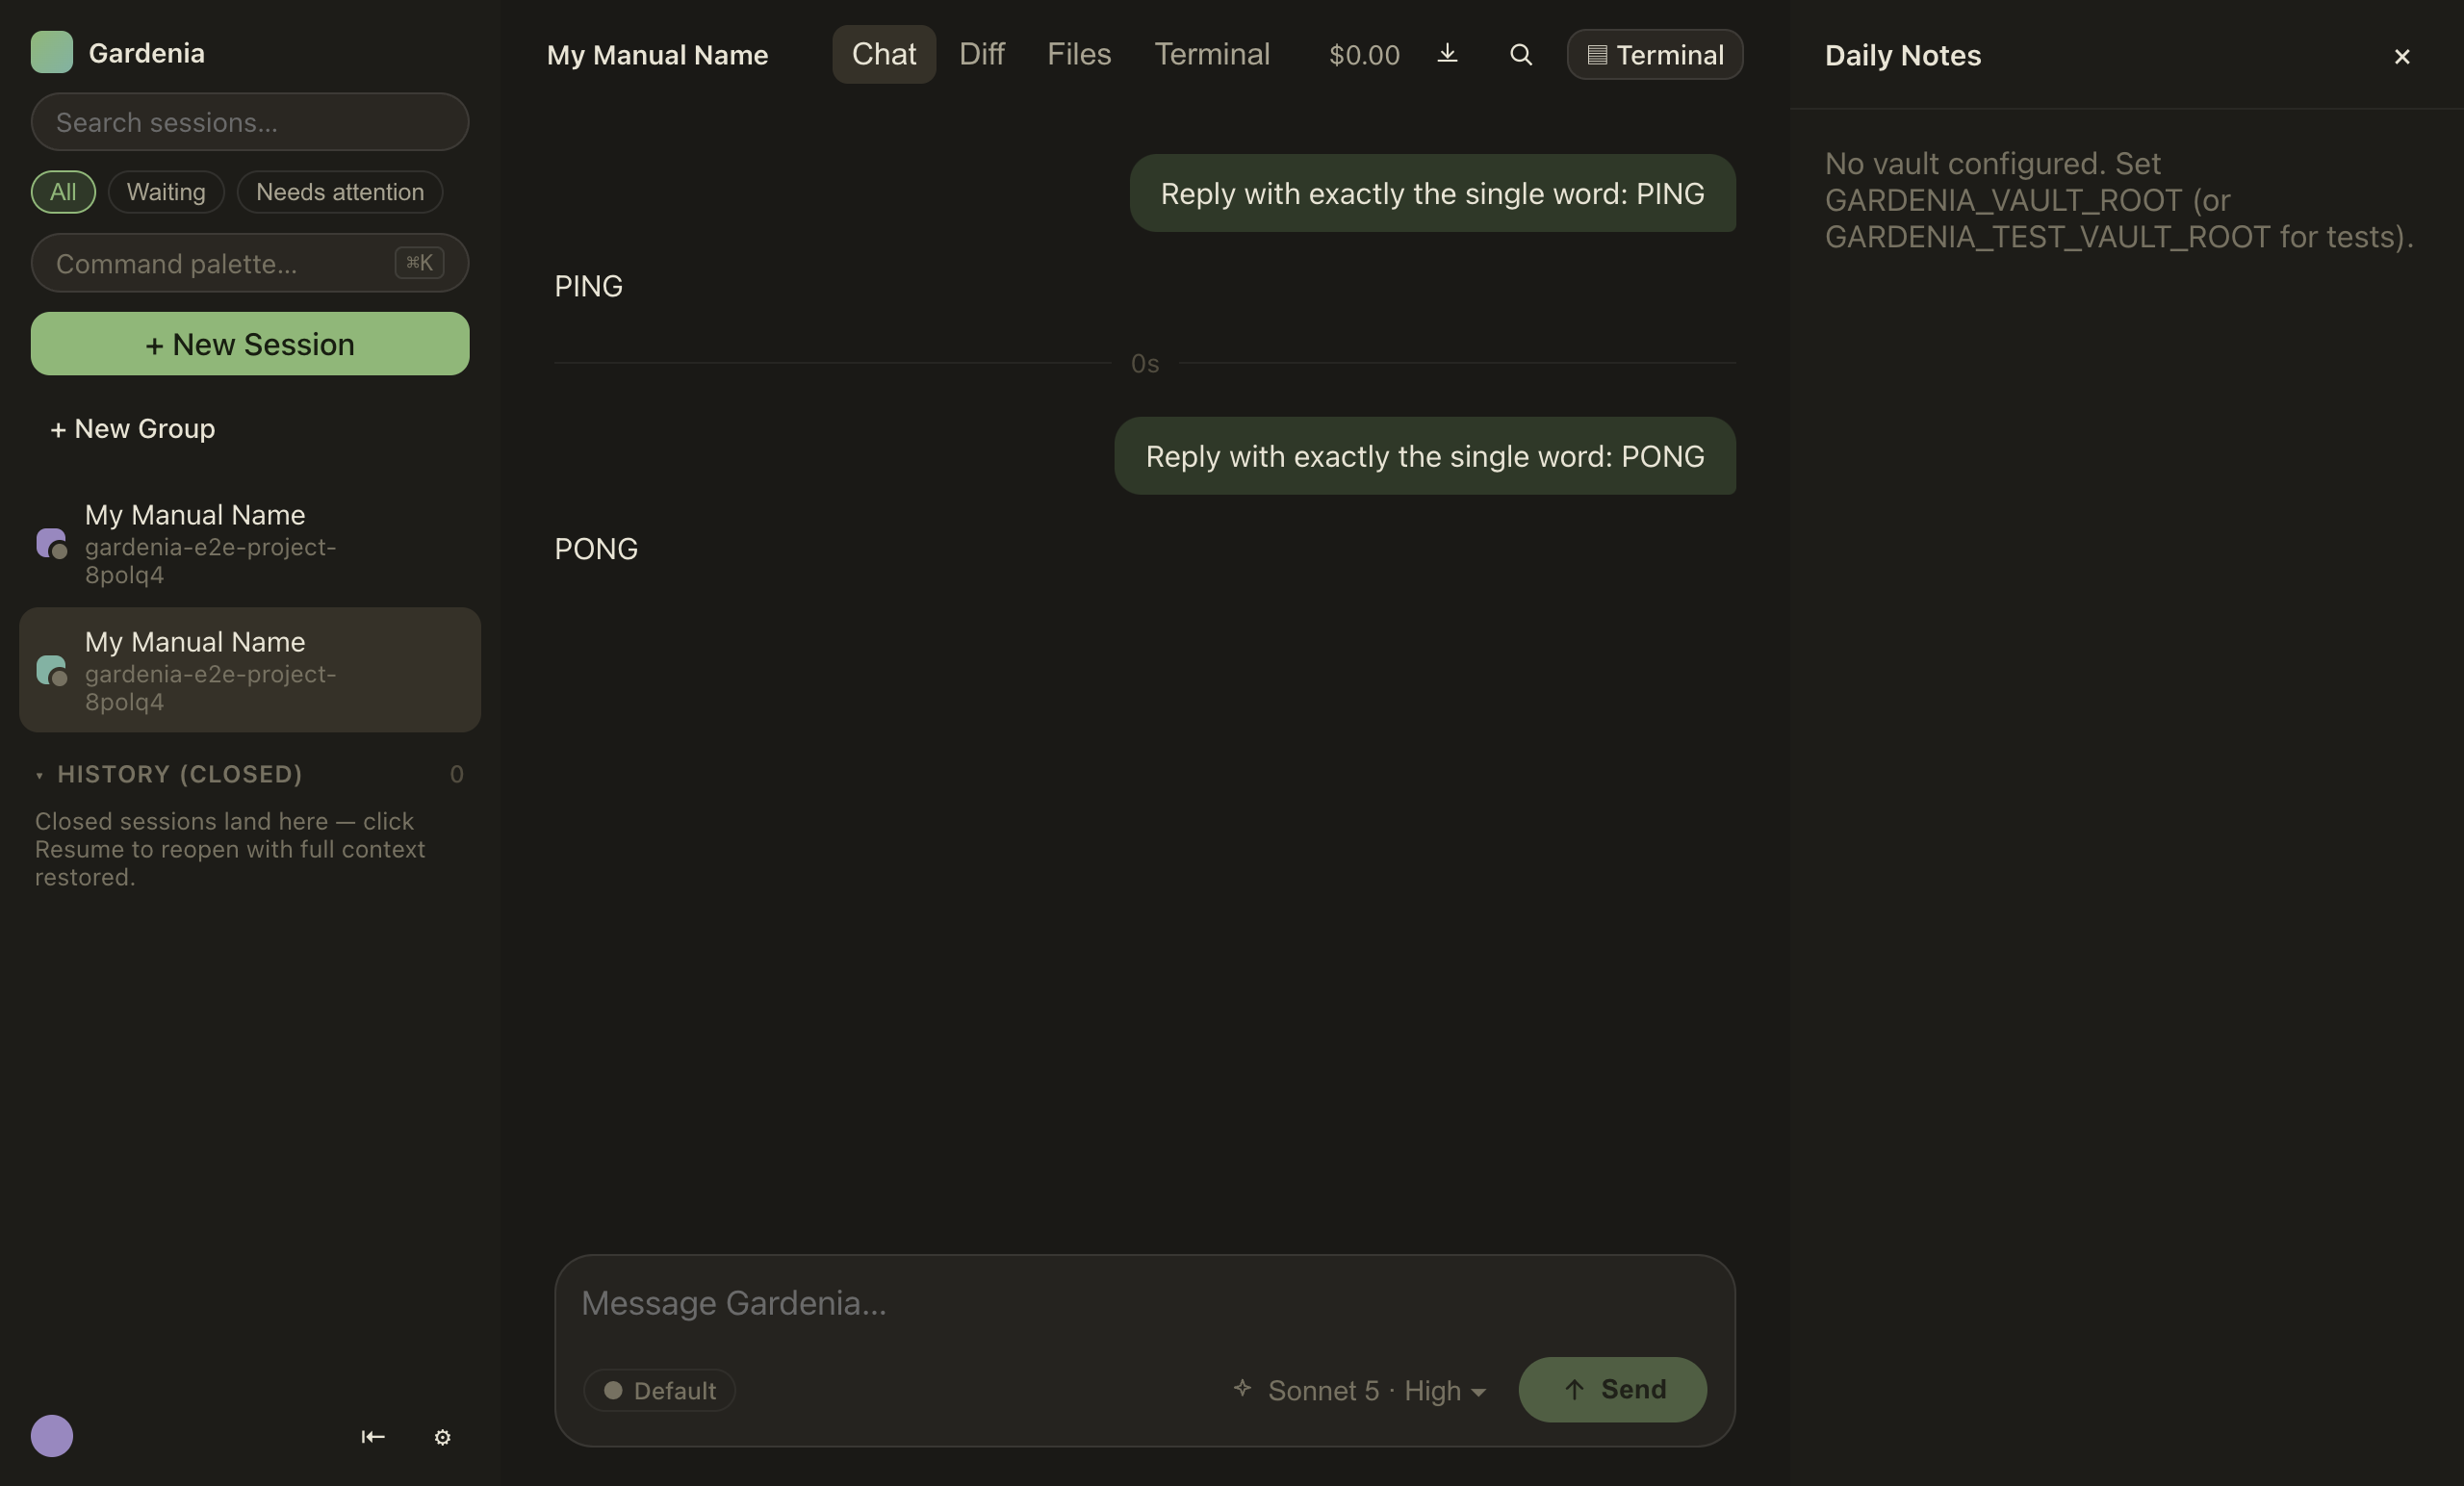 Gardenia
Search sessions...
All
Waiting
Needs attention
Command palette...
⌘K
+ New Session
+ New Group
My Manual Name
gardenia-e2e-project-
8polq4
My Manual Name
gardenia-e2e-project-
8polq4
HISTORY (CLOSED)
0
Closed sessions land here — click
Resume to reopen with full context
restored.
My Manual Name
Chat
Diff
Files
Terminal
$0.00
Terminal
Reply with exactly the single word: PING
PING
0s
Reply with exactly the single word: PONG
PONG
Message Gardenia...
Default
Sonnet 5 · High
Send
Daily Notes
No vault configured. Set
GARDENIA_VAULT_ROOT (or
GARDENIA_TEST_VAULT_ROOT for tests).